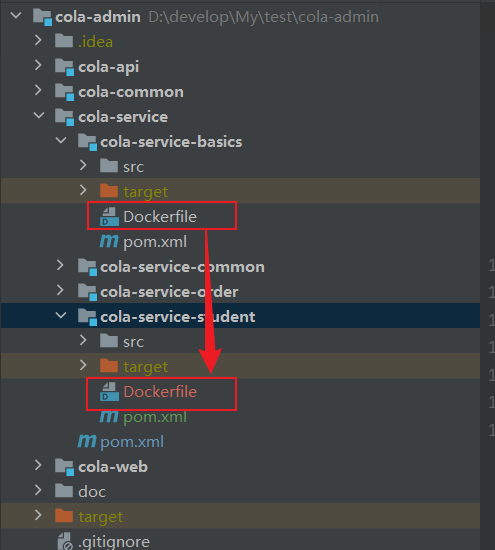 cola-admin D:\develop\My\test\cola-admin
.idea
cola-api
cola-common
cola-service
cola-service-basics
src
target
Dockerfile
pom.xml
cola-service-common
cola-service-order
cola-service-student
src
target
Dockerfile
pom.xml
pom.xml
cola-web
doc
target
.gitignore